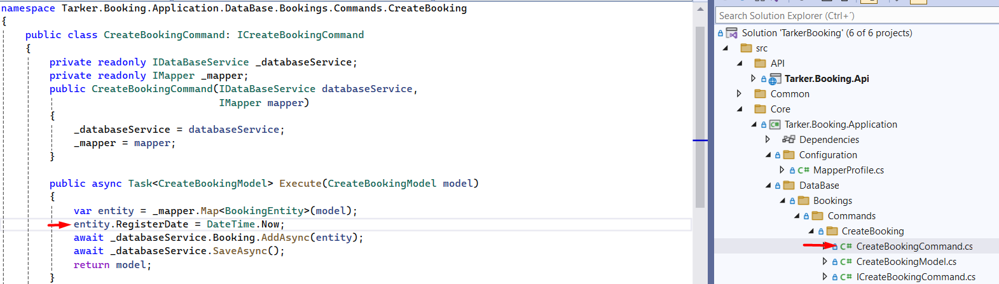 namespace Tarker.Booking.Application.DataBase.Bookings.Commands.CreateBooking
{
    public class CreateBookingCommand: ICreateBookingCommand
    {
        private readonly IDataBaseService _databaseService;
        private readonly IMapper _mapper;
        public CreateBookingCommand(IDataBaseService databaseService,
                                    IMapper mapper)
        {
            _databaseService = databaseService;
            _mapper = mapper;
        }

        public async Task<CreateBookingModel> Execute(CreateBookingModel model)
        {
            var entity = _mapper.Map<BookingEntity>(model);
            entity.RegisterDate = DateTime.Now;
            await _databaseService.Booking.AddAsync(entity);
            await _databaseService.SaveAsync();
            return model;
        }
Search Solution Explorer (Ctrl+´)
Solution 'TarkerBooking' (6 of 6 projects)
src
API
Tarker.Booking.Api
Common
Core
C# Tarker.Booking.Application
Dependencies
Configuration
C# MapperProfile.cs
DataBase
Bookings
Commands
CreateBooking
C# CreateBookingCommand.cs
C# CreateBookingModel.cs
C# ICreateBookingCommand.cs